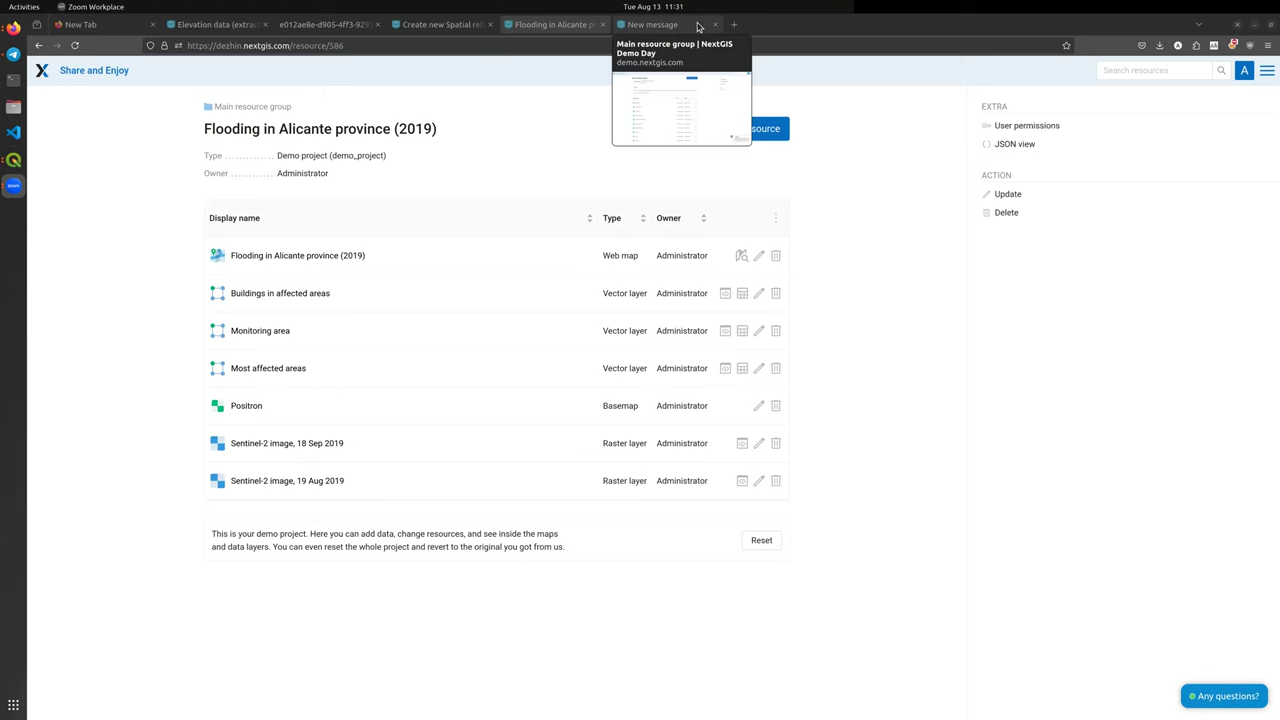 Activities
Zoom Workplace
Tue Aug 13 11:31
New Tab
Elevation data (extrac
e012ae8e-d905-4ff3-929
Create new Spatial ref
Flooding in Alicante p
New message
https://dezhin.nextgis.com/resource/586
Main resource group | NextGIS
Demo Day
demo.nextgis.com
Share and Enjoy
Search resources
A
Main resource group
Flooding in Alicante province (2019)
source
Type ............. Demo project (demo_project)
Owner ........... Administrator
Display name Type Owner
Flooding in Alicante province (2019) Web map Administrator
Buildings in affected areas Vector layer Administrator
Monitoring area Vector layer Administrator
Most affected areas Vector layer Administrator
Positron Basemap Administrator
Sentinel-2 image, 18 Sep 2019 Raster layer Administrator
Sentinel-2 image, 19 Aug 2019 Raster layer Administrator
This is your demo project. Here you can add data, change resources, and see inside the maps
and data layers. You can even reset the whole project and revert to the original you got from us.
Reset
EXTRA
User permissions
JSON view
ACTION
Update
Delete
zoom
Any questions?